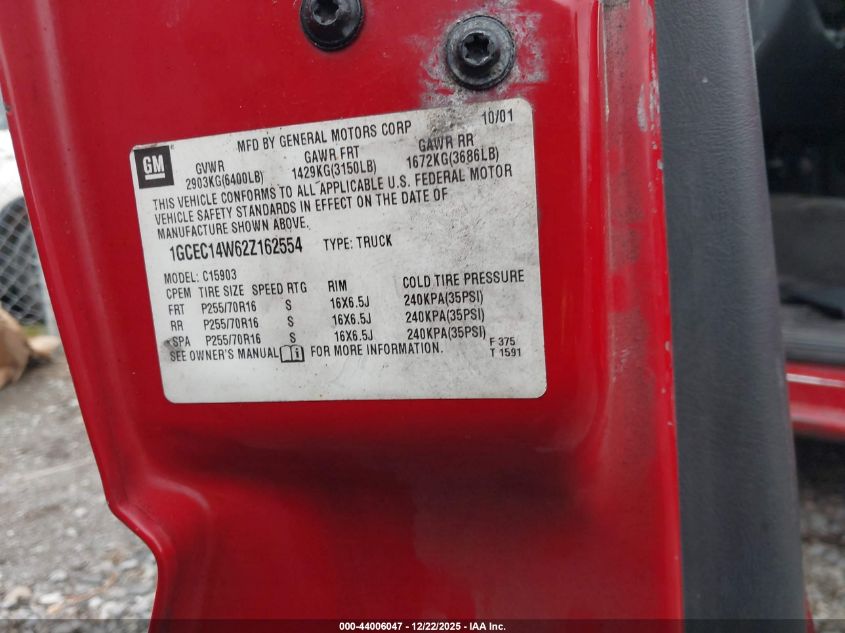 MFD BY GENERAL MOTORS CORP 10/01
GM
GVWR GAWR FRT GAWR RR
2903KG(6400LB) 1429KG(3150LB) 1672KG(3686LB)
THIS VEHICLE CONFORMS TO ALL APPLICABLE U.S. FEDERAL MOTOR
VEHICLE SAFETY STANDARDS IN EFFECT ON THE DATE OF
MANUFACTURE SHOWN ABOVE.
1GCEC14W62Z162554 TYPE: TRUCK
MODEL: C15903
CPEM TIRE SIZE SPEED RTG RIM COLD TIRE PRESSURE
FRT P255/70R16 S 16X6.5J 240KPA(35PSI)
RR P255/70R16 S 16X6.5J 240KPA(35PSI)
SPA P255/70R16 S 16X6.5J 240KPA(35PSI)
SEE OWNER'S MANUAL i FOR MORE INFORMATION.
F 375
T 1591
000-44006047 - 12/22/2025 - IAA Inc.